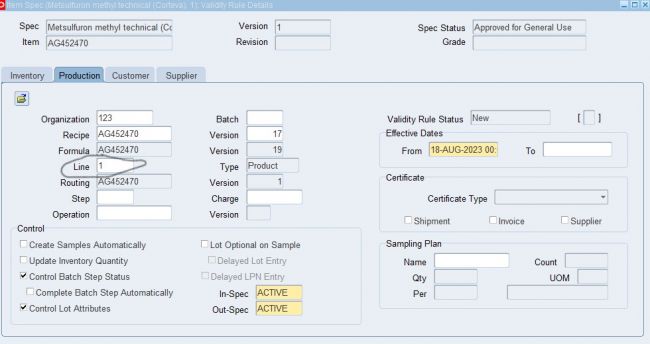 Item Spec (Metsulfuron methyl technical (Corteva), 1): Validity Rule Details
Spec Metsulfuron methyl technical (Co Version 1 Spec Status Approved for General Use
Item AG452470 Revision Grade
Inventory Production Customer Supplier
Organization 123 Batch Validity Rule Status New [ ]
Recipe AG452470 Version 17 Effective Dates
Formula AG452470 Version 19 From 18-AUG-2023 00: To
Line 1 Type Product
Routing AG452470 Version 1 Certificate
Step Charge Certificate Type
Operation Version Shipment Invoice Supplier
Control
Create Samples Automatically Lot Optional on Sample Sampling Plan
Update Inventory Quantity Delayed Lot Entry Name Count
Control Batch Step Status Delayed LPN Entry Qty UOM
Complete Batch Step Automatically In-Spec ACTIVE Per
Control Lot Attributes Out-Spec ACTIVE